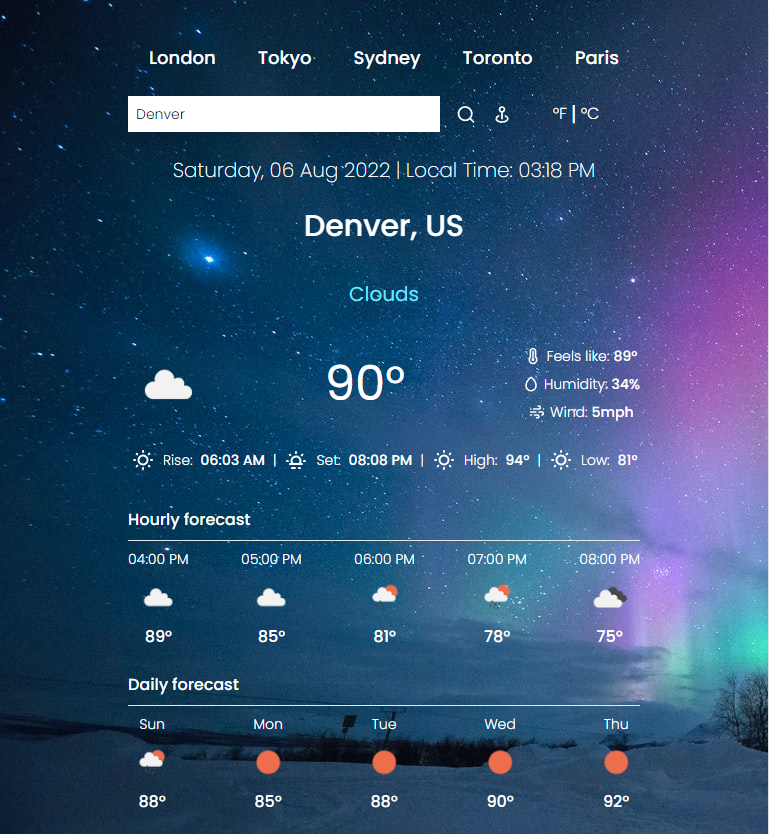 London Tokyo Sydney Toronto Paris
Denver
°F | °C
Saturday, 06 Aug 2022 | Local Time: 03:18 PM
Denver, US
Clouds
90°
Feels like: 89°
Humidity: 34%
Wind: 5mph
Rise: 06:03 AM | Set: 08:08 PM | High: 94° | Low: 81°
Hourly forecast
04:00 PM 05:00 PM 06:00 PM 07:00 PM 08:00 PM
89° 85° 81° 78° 75°
Daily forecast
Sun Mon Tue Wed Thu
88° 85° 88° 90° 92°